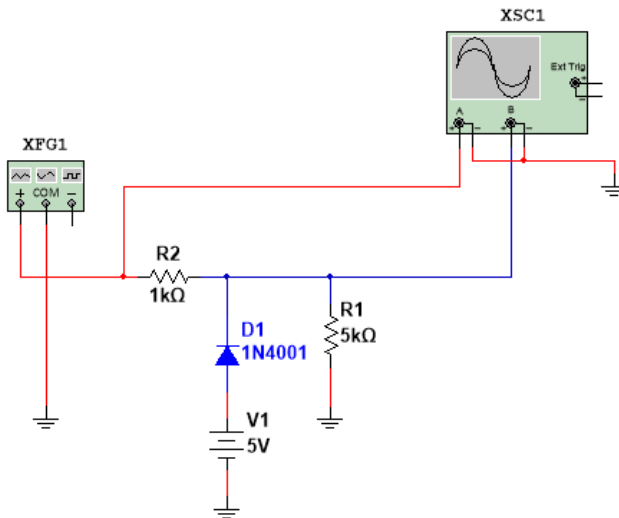 XSC1
Ext Trig
+
−
A
B
+ − + −
XFG1
+ COM −
R2
1kΩ
R1
5kΩ
D1
1N4001
V1
5V